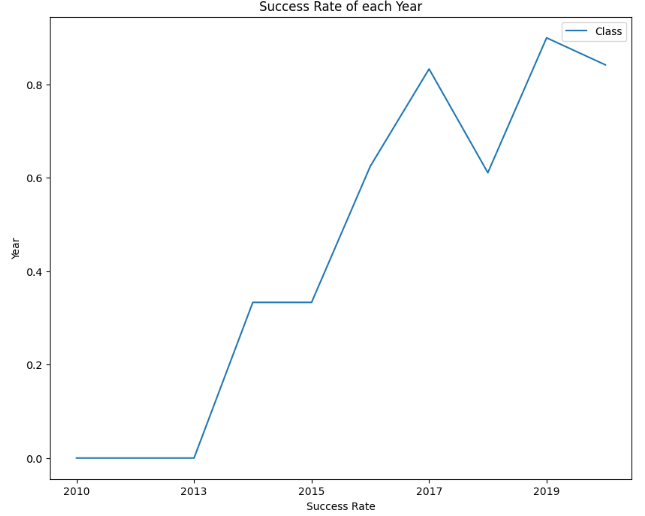 Success Rate of each Year
Class
0.8
0.6
0.4
0.2
0.0
Year
2010 2013 2015 2017 2019
Success Rate